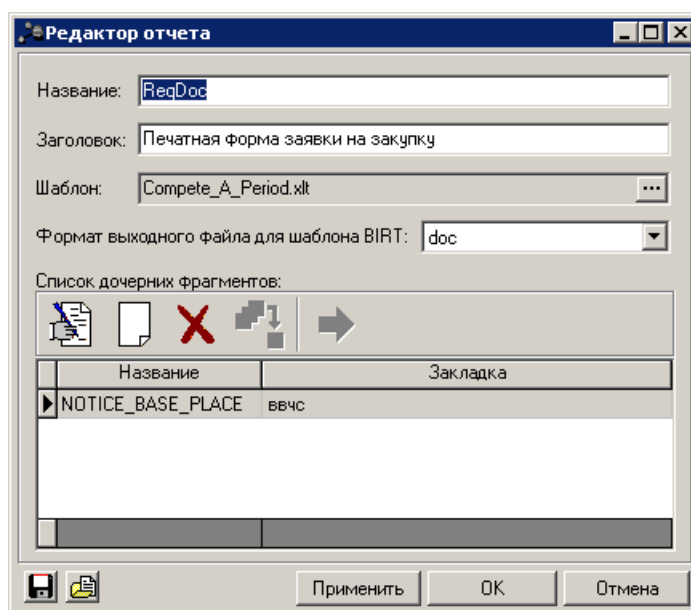 Редактор отчета
Название: ReqDoc
Заголовок: Печатная форма заявки на закупку
Шаблон: Compete_A_Period.xlt ...
Формат выходного файла для шаблона BIRT: doc
Список дочерних фрагментов:
Название Закладка
NOTICE_BASE_PLACE ввчс
Применить OK Отмена